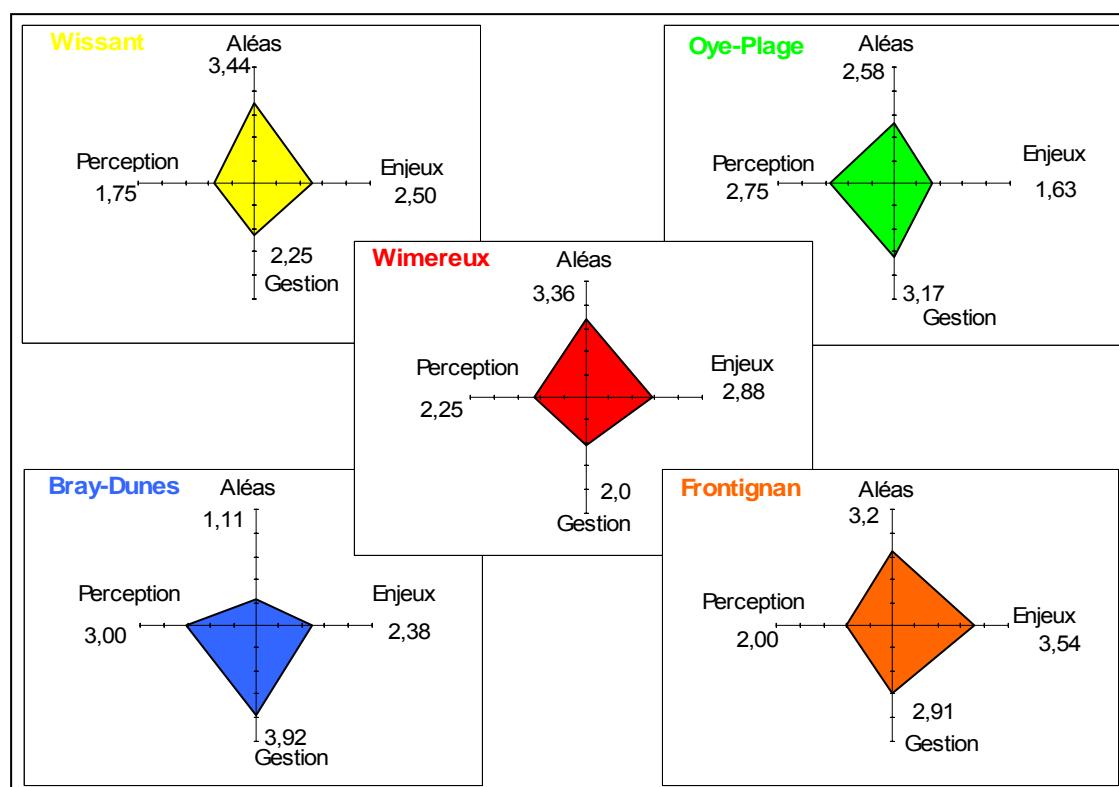 Wissant
Aléas
3,44
Perception
1,75
Enjeux
2,50
2,25
Gestion
Oye-Plage
Aléas
2,58
Perception
2,75
Enjeux
1,63
3,17
Gestion
Wimereux
Aléas
3,36
Perception
2,25
Enjeux
2,88
2,0
Gestion
Bray-Dunes
Aléas
1,11
Perception
3,00
Enjeux
2,38
3,92
Gestion
Frontignan
Aléas
3,2
Perception
2,00
Enjeux
3,54
2,91
Gestion